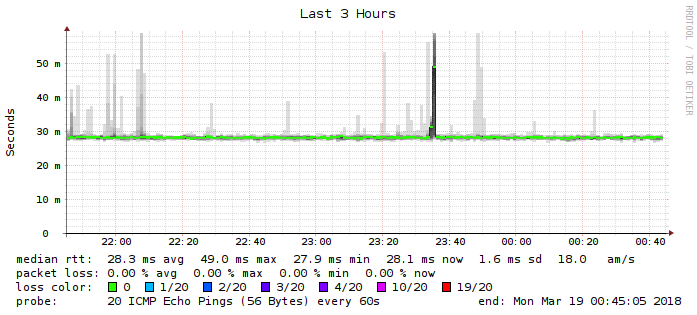 Last 3 Hours
RRDTOOL / TOBI OETIKER
Seconds
50 m
40 m
30 m
20 m
10 m
0
22:00 22:20 22:40 23:00 23:20 23:40 00:00 00:20 00:40
median rtt: 28.3 ms avg 49.0 ms max 27.9 ms min 28.1 ms now 1.6 ms sd 18.0 am/s
packet loss: 0.00 % avg 0.00 % max 0.00 % min 0.00 % now
loss color: 0 1/20 2/20 3/20 4/20 10/20 19/20
probe: 20 ICMP Echo Pings (56 Bytes) every 60s end: Mon Mar 19 00:45:05 2018